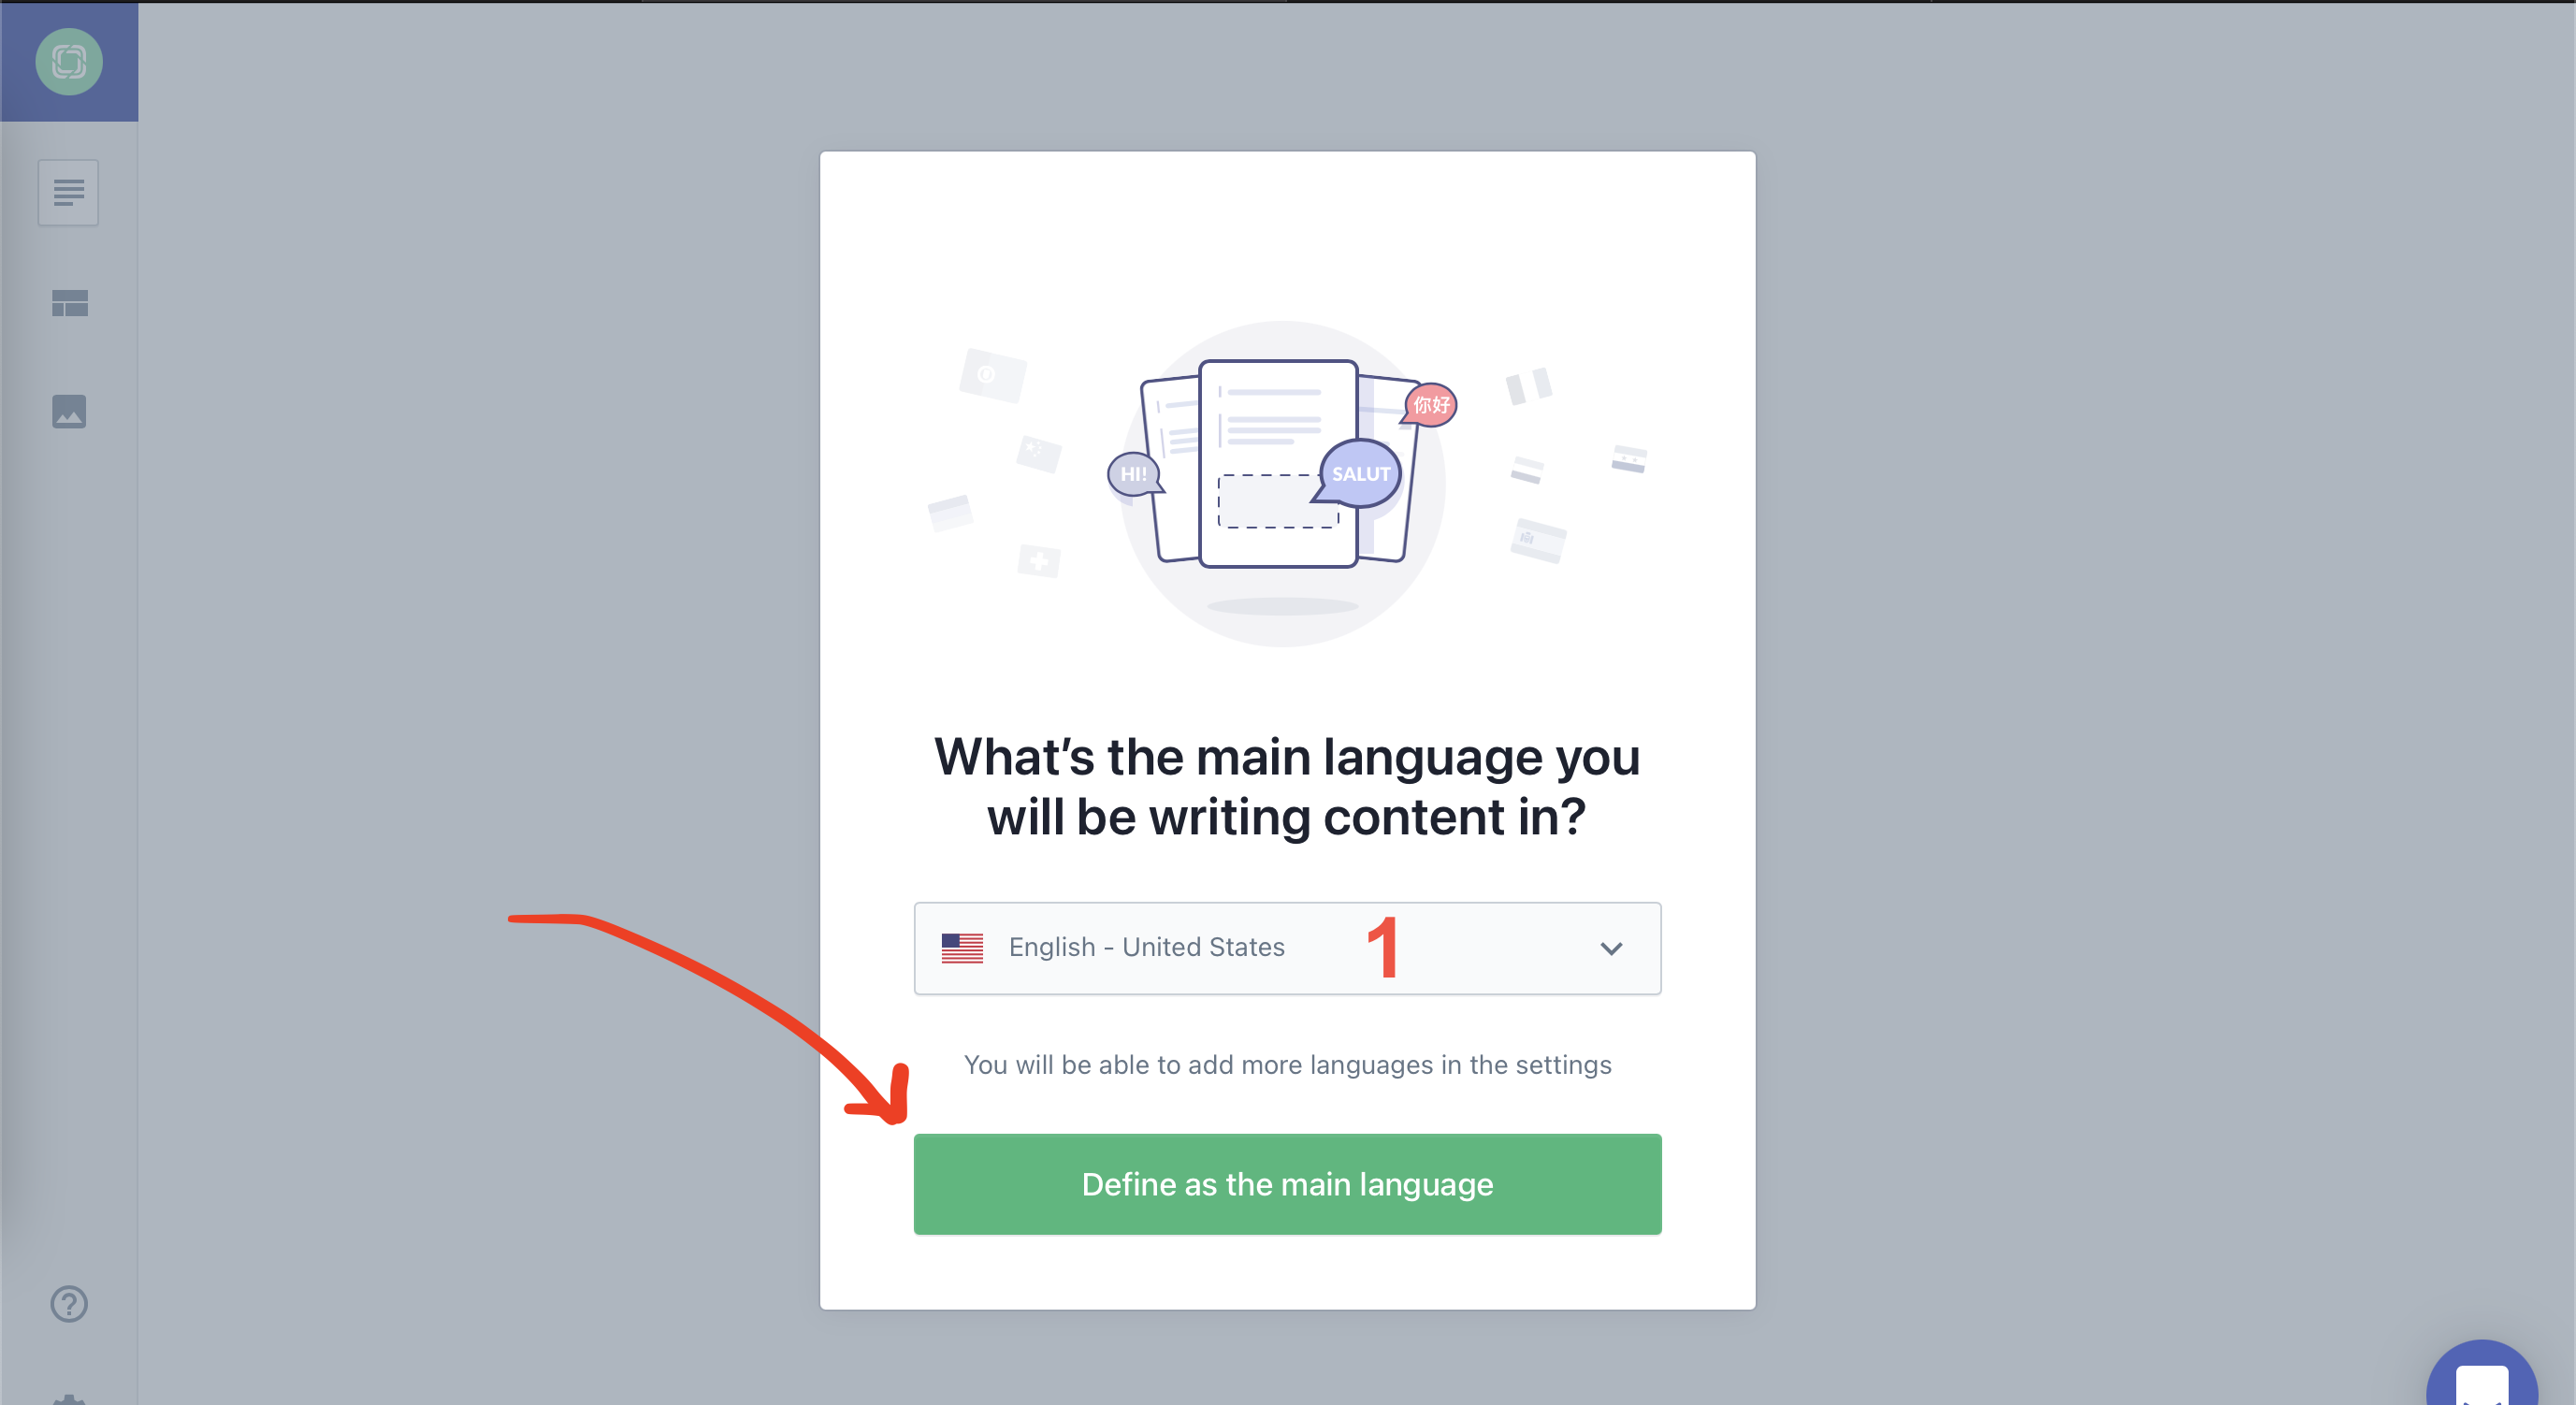 你好
HI!
SALUT
What's the main language you
will be writing content in?
English - United States
1
You will be able to add more languages in the settings
Define as the main language